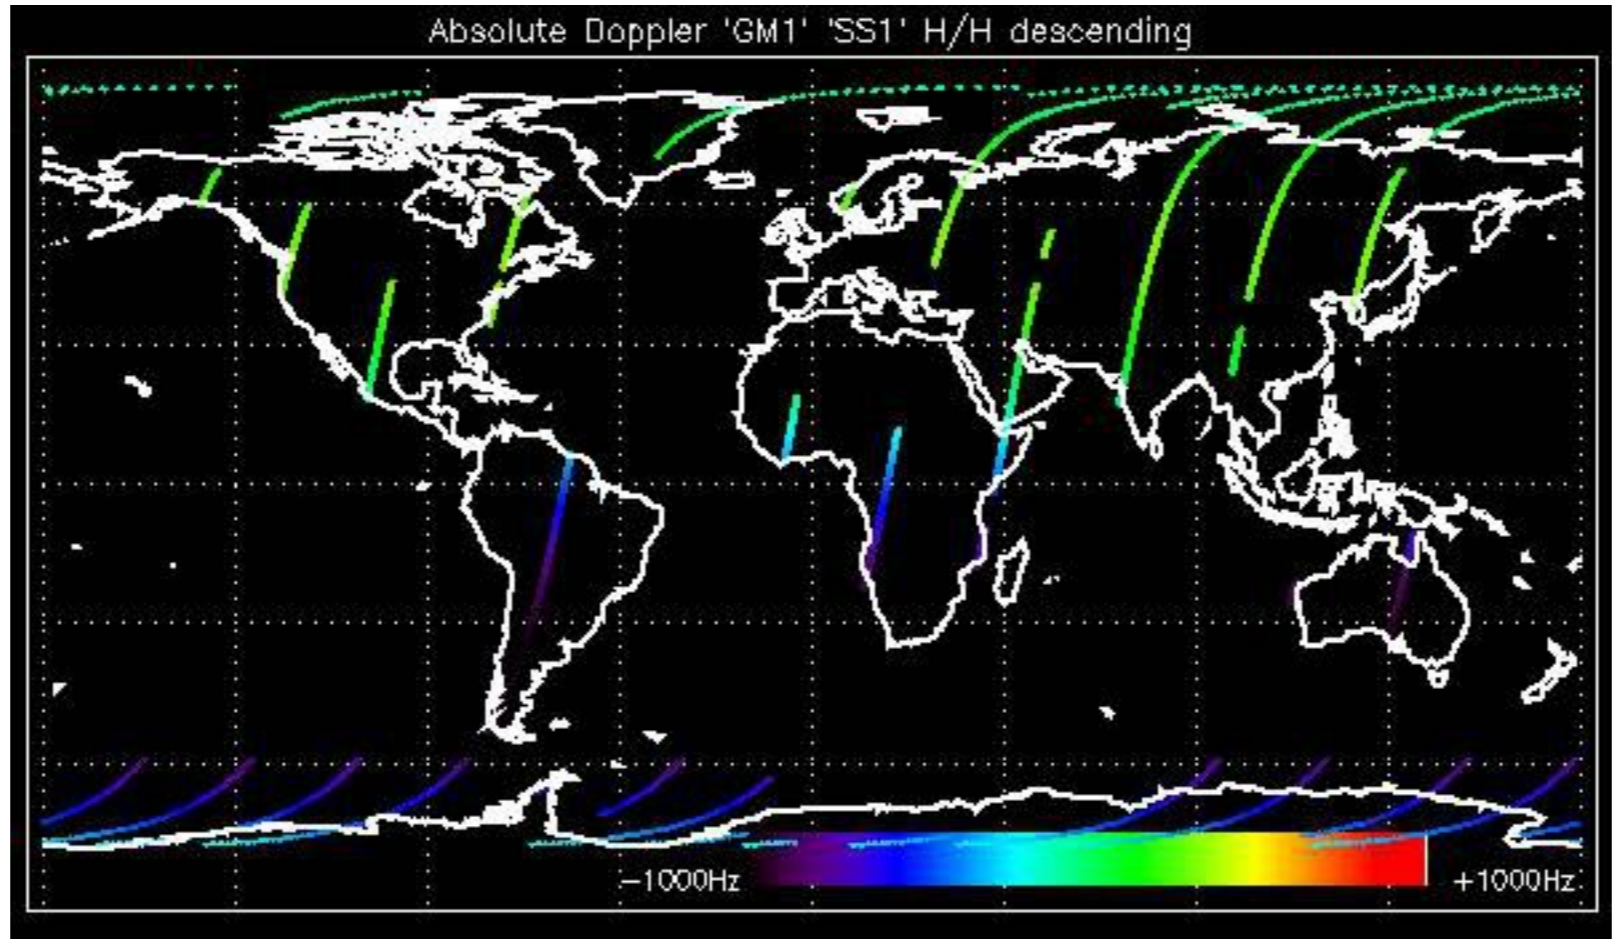 Absolute Doppler 'GM1' 'SS1' H/H descending
−1000Hz
+1000Hz